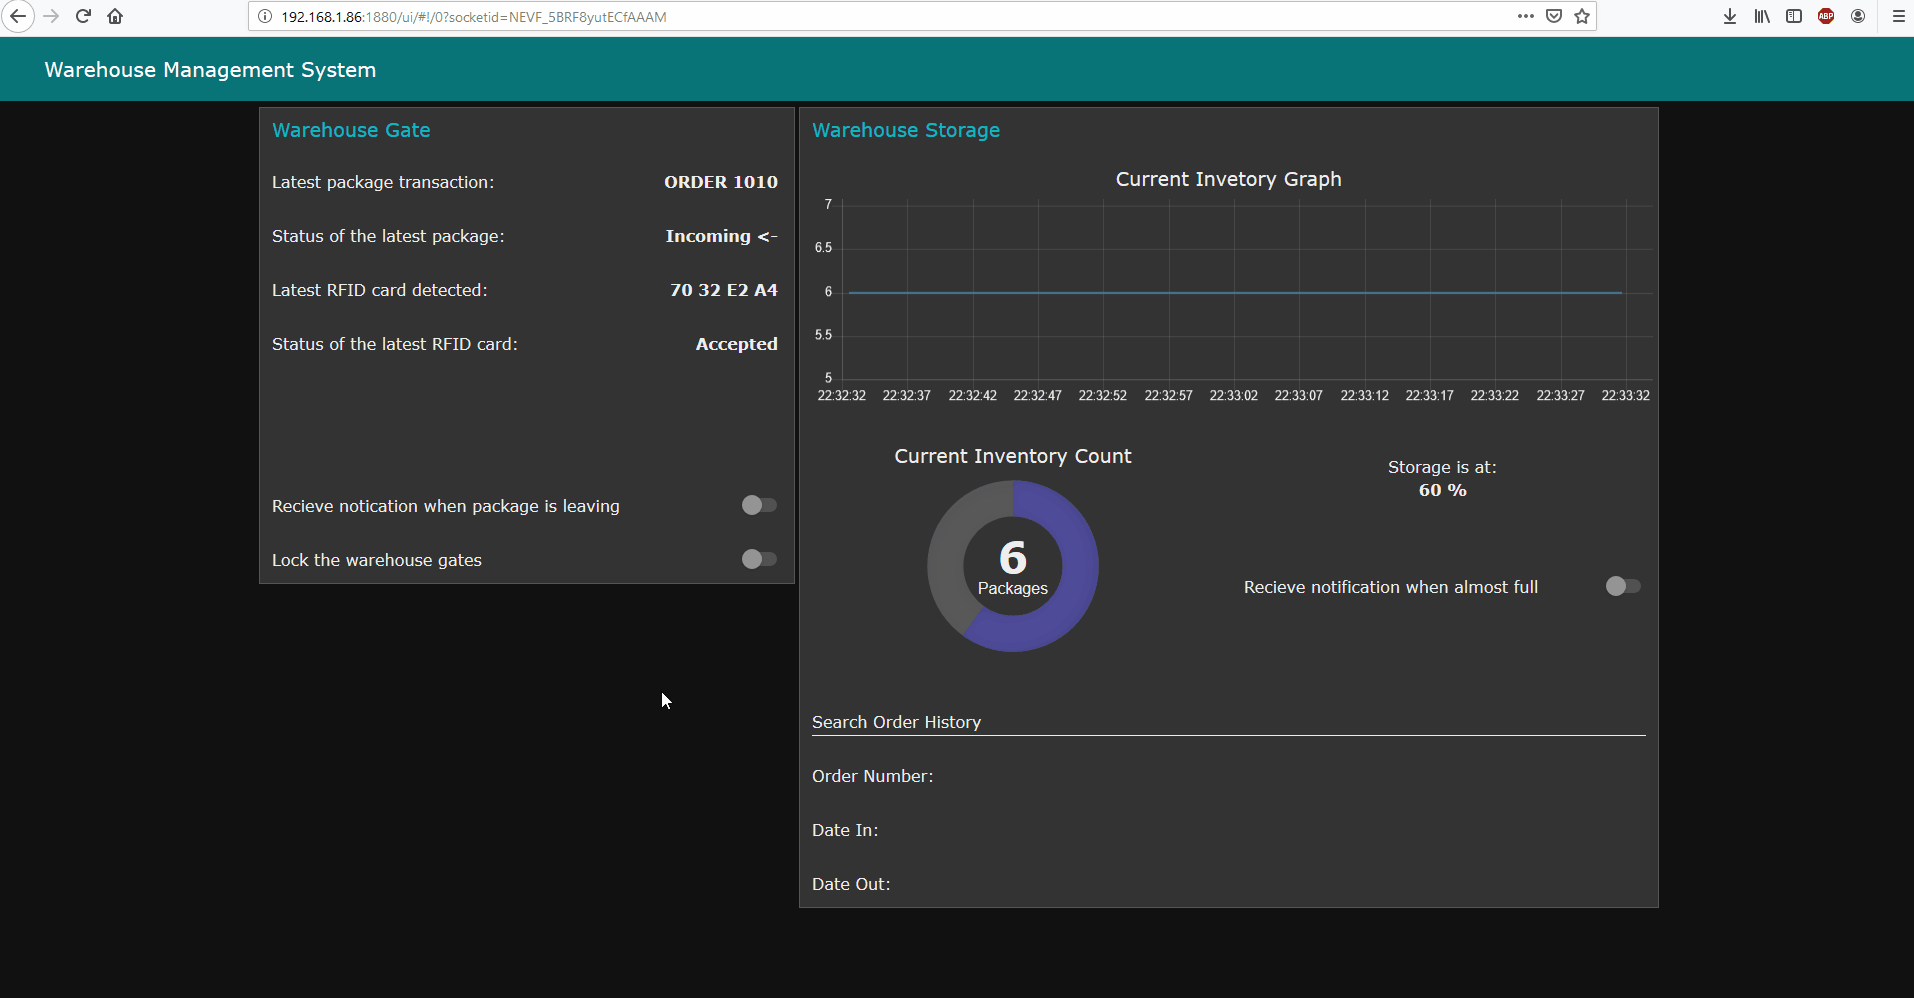 192.168.1.86:1880/ui/#!/0?socketid=NEVF_5BRF8yutECfAAAM
ABP
Warehouse Management System
Warehouse Gate
Latest package transaction: ORDER 1010
Status of the latest package: Incoming <-
Latest RFID card detected: 70 32 E2 A4
Status of the latest RFID card: Accepted
Recieve notication when package is leaving
Lock the warehouse gates
Warehouse Storage
Current Invetory Graph
7
6.5
6
5.5
5
22:32:32 22:32:37 22:32:42 22:32:47 22:32:52 22:32:57 22:33:02 22:33:07 22:33:12 22:33:17 22:33:22 22:33:27 22:33:32
Current Inventory Count
6
Packages
Storage is at:
60 %
Recieve notification when almost full
Search Order History
Order Number:
Date In:
Date Out: